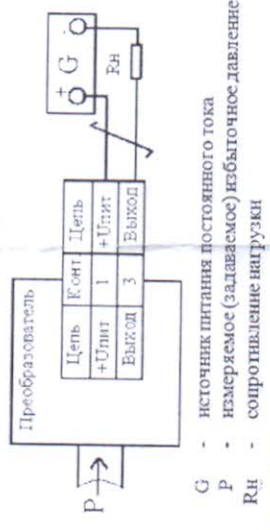 Преобразователь
P
Цепь Конт Цепь
+Uпит 1 +Uпит
Выход 3 Выход
+ G -
Rн
G - источник питания постоянного тока
P - измеряемое (задаваемое) избыточное давление
Rн - сопротивление нагрузки